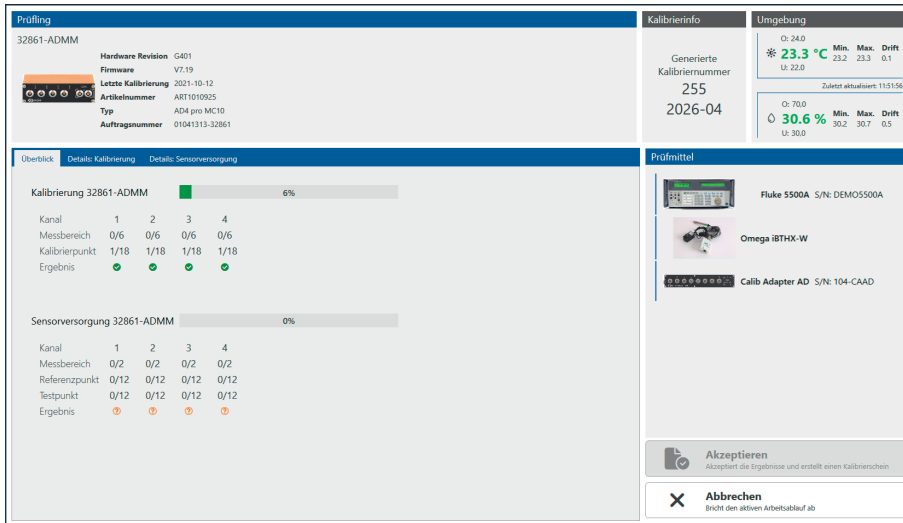 Prüfling
32861-ADMM
Hardware Revision G401
Firmware V7.19
Letzte Kalibrierung 2021-10-12
Artikelnummer ART1010925
Typ AD4 pro MC10
Auftragsnummer 01041313-32861
Kalibrierinfo
Generierte
Kalibriernummer
255
2026-04
Umgebung
O: 24.0
23.3 °C
U: 22.0
Min. Max. Drift
23.2 23.3 0.1
Zuletzt aktualisiert: 11:51:56
O: 70.0
30.6 %
U: 30.0
Min. Max. Drift
30.2 30.7 0.5
Überblick Details: Kalibrierung Details: Sensorversorgung
Kalibrierung 32861-ADMM 6%
Kanal 1 2 3 4
Messbereich 0/6 0/6 0/6 0/6
Kalibrierpunkt 1/18 1/18 1/18 1/18
Ergebnis
Sensorversorgung 32861-ADMM 0%
Kanal 1 2 3 4
Messbereich 0/2 0/2 0/2 0/2
Referenzpunkt 0/12 0/12 0/12 0/12
Testpunkt 0/12 0/12 0/12 0/12
Ergebnis ? ? ? ?
Prüfmittel
Fluke 5500A S/N: DEMO5500A
Omega iBTHX-W
Calib Adapter AD S/N: 104-CAAD
Akzeptieren
Akzeptiert die Ergebnisse und erstellt einen Kalibrierschein
Abbrechen
Bricht den aktiven Arbeitsablauf ab